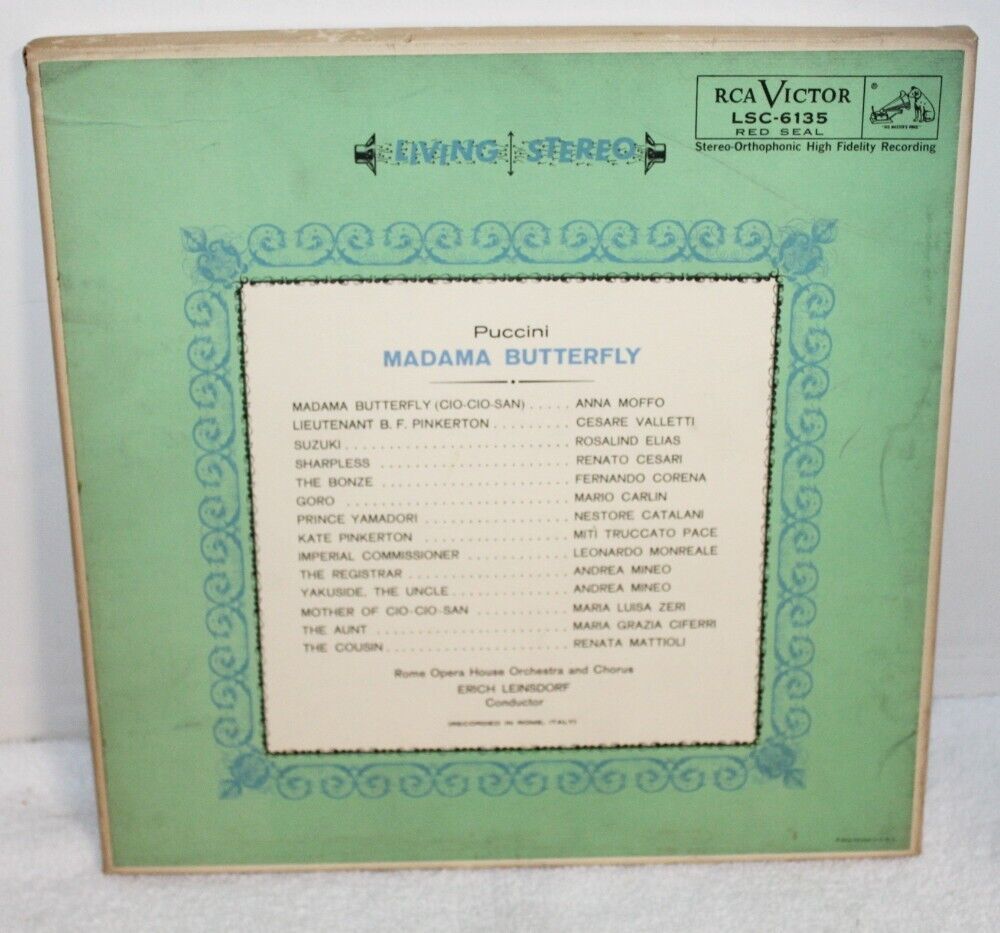 RCA VICTOR
LSC-6135
RED SEAL
®
"HIS MASTER'S VOICE"
Stereo-Orthophonic High Fidelity Recording
LIVING STEREO
Puccini
MADAMA BUTTERFLY
MADAMA BUTTERFLY (CIO-CIO-SAN) ..... ANNA MOFFO
LIEUTENANT B. F. PINKERTON ......... CESARE VALLETTI
SUZUKI ........................... ROSALIND ELIAS
SHARPLESS ...................... RENATO CESARI
THE BONZE ...................... FERNANDO CORENA
GORO .......................... MARIO CARLIN
PRINCE YAMADORI ................ NESTORE CATALANI
KATE PINKERTON ................ MITÌ TRUCCATO PACE
IMPERIAL COMMISSIONER ........... LEONARDO MONREALE
THE REGISTRAR .................. ANDREA MINEO
YAKUSIDE, THE UNCLE ............. ANDREA MINEO
MOTHER OF CIO-CIO-SAN .......... MARIA LUISA ZERI
THE AUNT ...................... MARIA GRAZIA CIFERRI
THE COUSIN ..................... RENATA MATTIOLI
Rome Opera House Orchestra and Chorus
ERICH LEINSDORF
Conductor
(RECORDED IN ROME, ITALY)